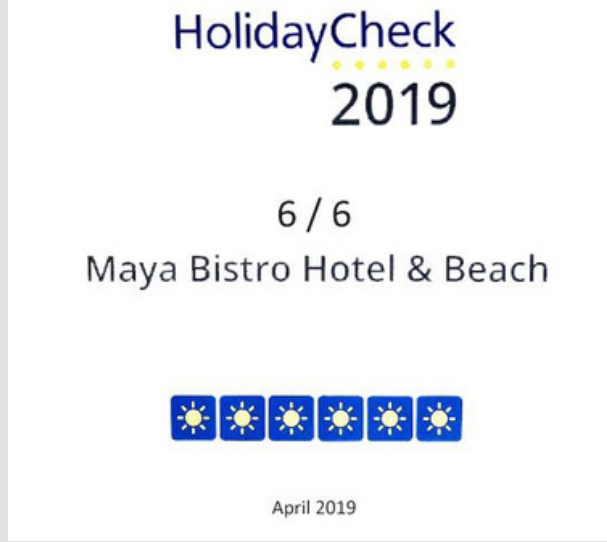 HolidayCheck
2019
6 / 6
Maya Bistro Hotel & Beach
April 2019